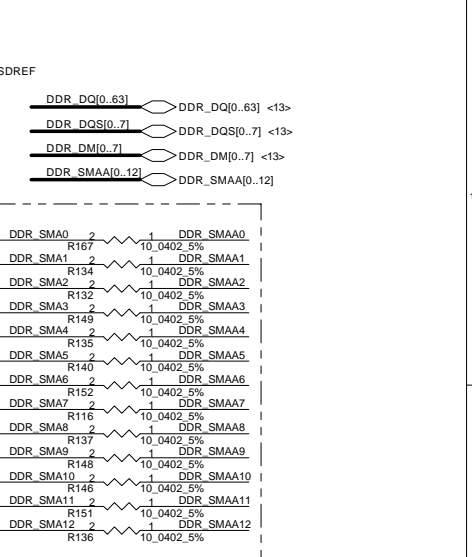 SDREF
DDR_DQ[0..63] DDR_DQ[0..63] <13>
DDR_DQS[0..7] DDR_DQS[0..7] <13>
DDR_DM[0..7] DDR_DM[0..7] <13>
DDR_SMAA[0..12] DDR_SMAA[0..12]
DDR_SMA0 2 1 DDR_SMAA0
R167 10_0402_5%
DDR_SMA1 2 1 DDR_SMAA1
R134 10_0402_5%
DDR_SMA2 2 1 DDR_SMAA2
R132 10_0402_5%
DDR_SMA3 2 1 DDR_SMAA3
R149 10_0402_5%
DDR_SMA4 2 1 DDR_SMAA4
R135 10_0402_5%
DDR_SMA5 2 1 DDR_SMAA5
R140 10_0402_5%
DDR_SMA6 2 1 DDR_SMAA6
R152 10_0402_5%
DDR_SMA7 2 1 DDR_SMAA7
R116 10_0402_5%
DDR_SMA8 2 1 DDR_SMAA8
R137 10_0402_5%
DDR_SMA9 2 1 DDR_SMAA9
R148 10_0402_5%
DDR_SMA10 2 1 DDR_SMAA10
R146 10_0402_5%
DDR_SMA11 2 1 DDR_SMAA11
R151 10_0402_5%
DDR_SMA12 2 1 DDR_SMAA12
R136 10_0402_5%